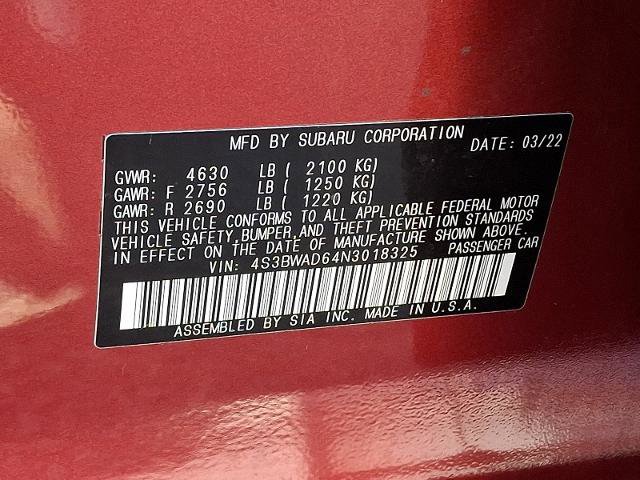 MFD BY SUBARU CORPORATION DATE: 03/22
GVWR: 4630 LB ( 2100 KG)
GAWR: F 2756 LB ( 1250 KG)
GAWR: R 2690 LB ( 1220 KG)
THIS VEHICLE CONFORMS TO ALL APPLICABLE FEDERAL MOTOR
VEHICLE SAFETY, BUMPER, AND THEFT PREVENTION STANDARDS
IN EFFECT ON THE DATE OF MANUFACTURE SHOWN ABOVE.
VIN: 4S3BWAD64N3018325 PASSENGER CAR
ASSEMBLED BY SIA INC. MADE IN U.S.A.